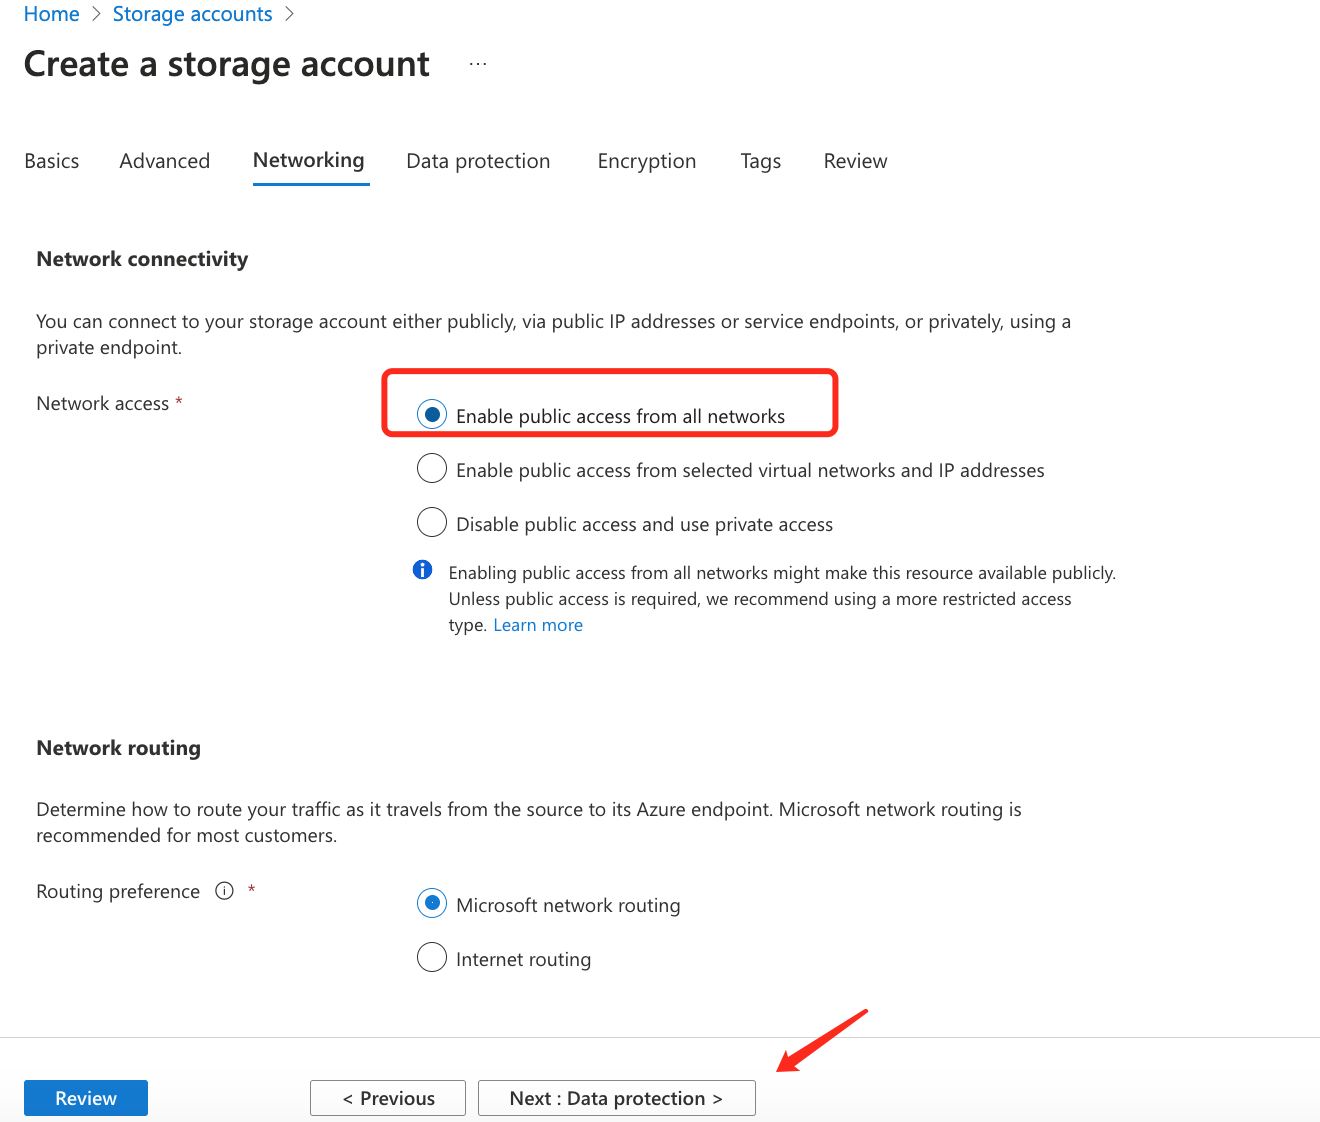 Home > Storage accounts >
Create a storage account ...
Basics Advanced Networking Data protection Encryption Tags Review
Network connectivity
You can connect to your storage account either publicly, via public IP addresses or service endpoints, or privately, using a
private endpoint.
Network access *
Enable public access from all networks
Enable public access from selected virtual networks and IP addresses
Disable public access and use private access
Enabling public access from all networks might make this resource available publicly.
Unless public access is required, we recommend using a more restricted access
type. Learn more
Network routing
Determine how to route your traffic as it travels from the source to its Azure endpoint. Microsoft network routing is
recommended for most customers.
Routing preference *
Microsoft network routing
Internet routing
Review < Previous Next : Data protection >